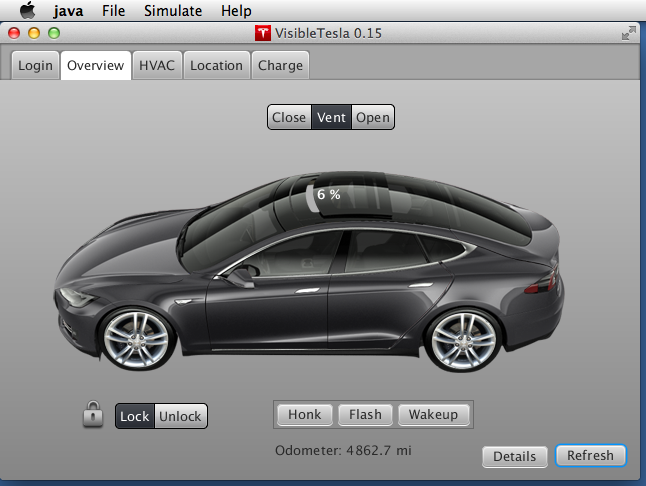 java File Simulate Help
VisibleTesla 0.15
Login Overview HVAC Location Charge
Close Vent Open
6 %
Lock Unlock
Honk Flash Wakeup
Odometer: 4862.7 mi
Details Refresh